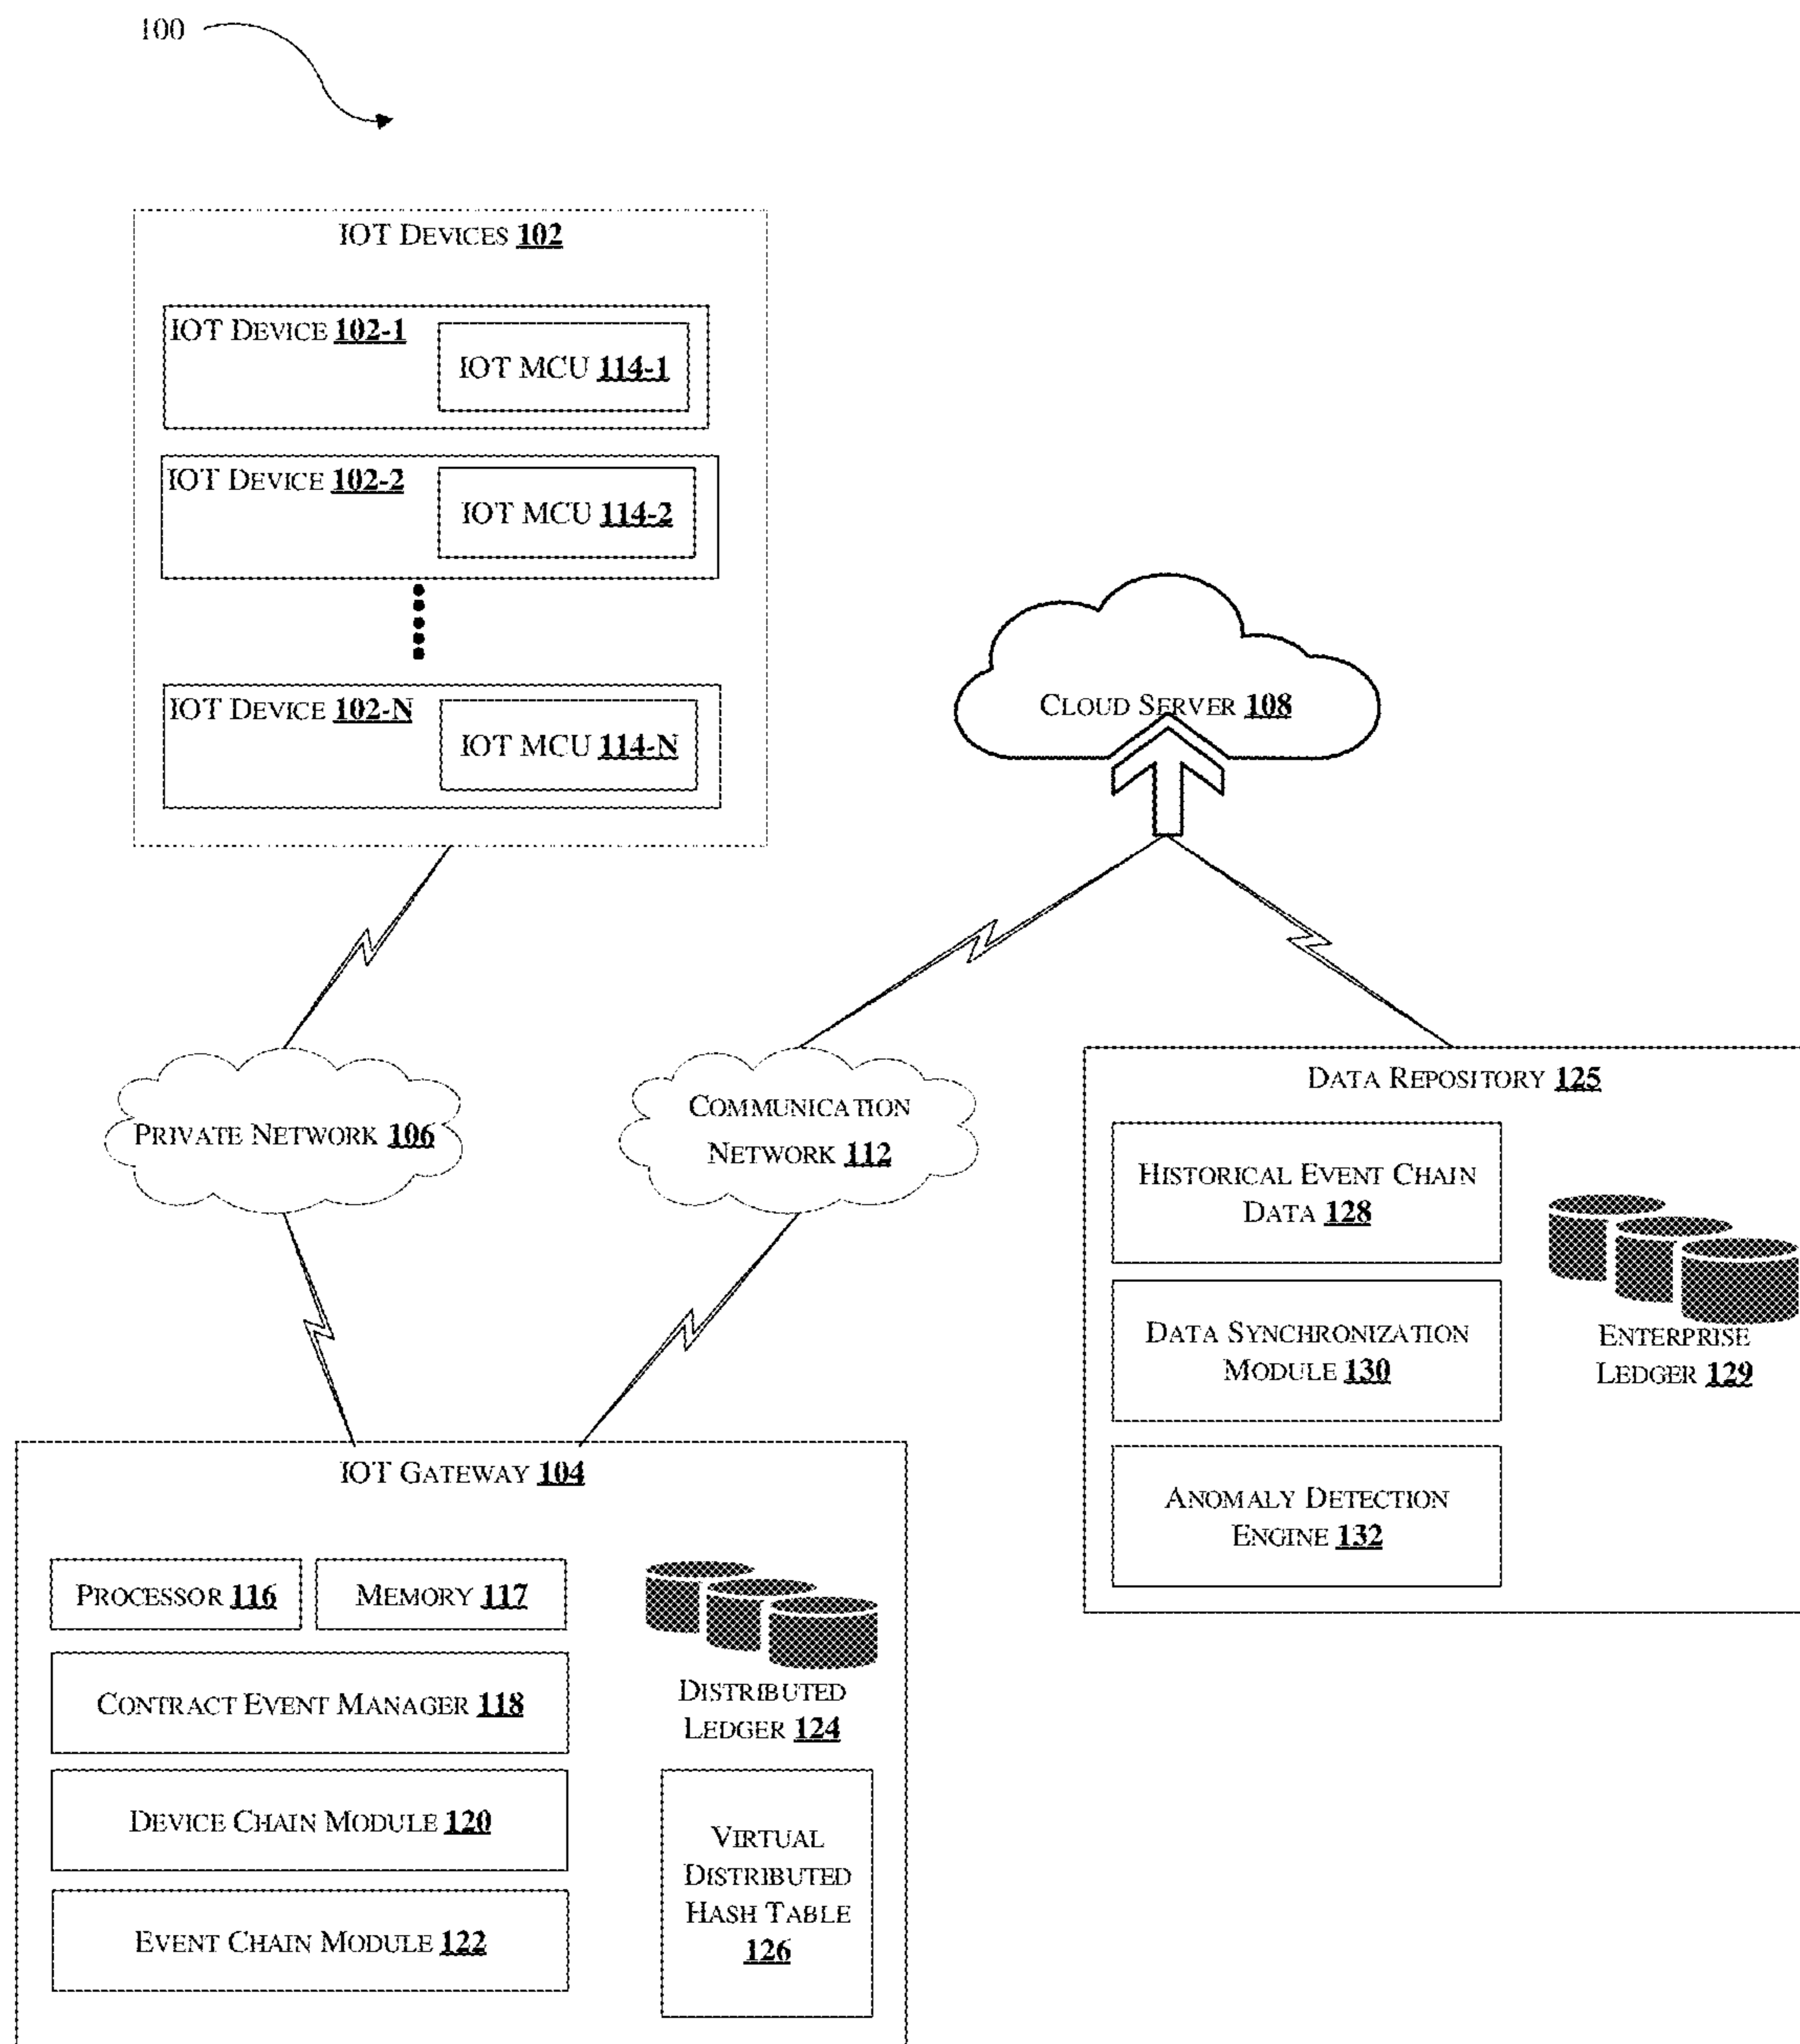 100
IOT DEVICES 102
IOT DEVICE 102-1
IOT MCU 114-1
IOT DEVICE 102-2
IOT MCU 114-2
IOT DEVICE 102-N
IOT MCU 114-N
CLOUD SERVER 108
PRIVATE NETWORK 106
COMMUNICATION
NETWORK 112
DATA REPOSITORY 125
HISTORICAL EVENT CHAIN
DATA 128
DATA SYNCHRONIZATION
MODULE 130
ANOMALY DETECTION
ENGINE 132
ENTERPRISE
LEDGER 129
IOT GATEWAY 104
PROCESSOR 116
MEMORY 117
CONTRACT EVENT MANAGER 118
DEVICE CHAIN MODULE 120
EVENT CHAIN MODULE 122
DISTRIBUTED
LEDGER 124
VIRTUAL
DISTRIBUTED
HASH TABLE
126